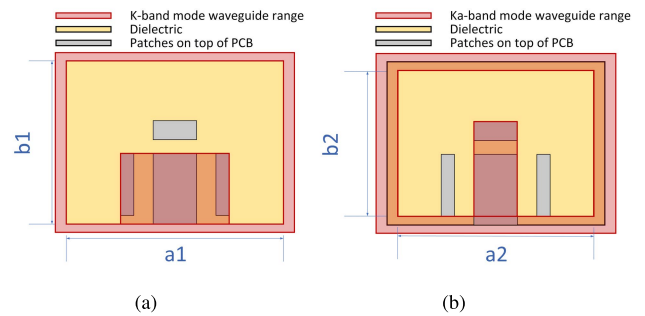 K-band mode waveguide range
Dielectric
Patches on top of PCB
b1
a1
(a)
Ka-band mode waveguide range
Dielectric
Patches on top of PCB
b2
a2
(b)